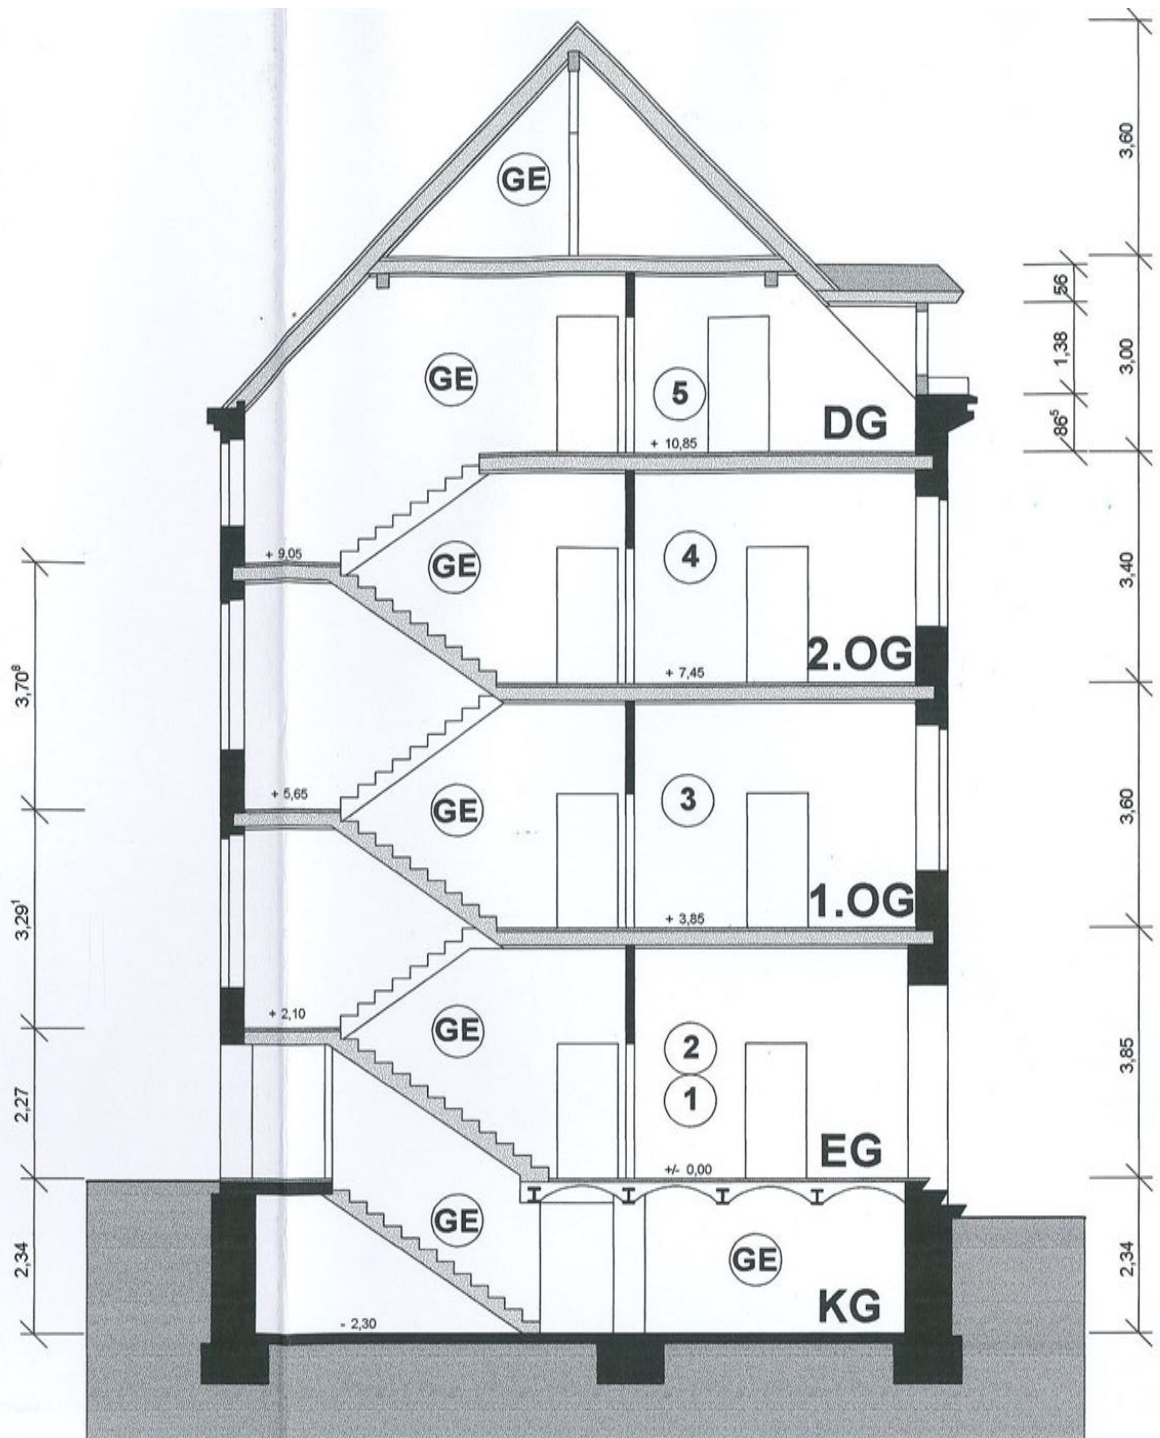 3,60
GE
,56
1,38
3,00
,86⁵
GE
5
DG
+ 10,85
+ 9,05
GE
4
3,40
2.OG
+ 7,45
3,70⁸
+ 5,65
GE
3
3,60
1.OG
+ 3,85
3,29¹
+ 2,10
GE
2
1
3,85
2,27
EG
+/- 0,00
GE
GE
2,34
2,34
KG
- 2,30